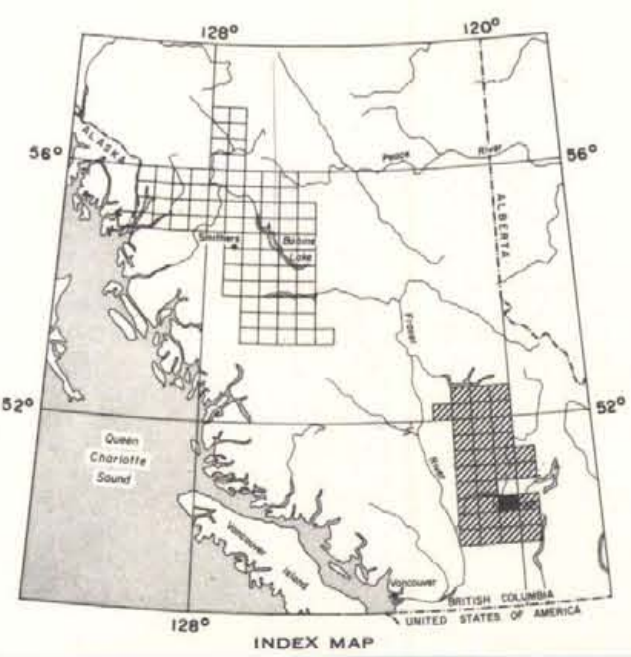 128°
120°
ALASKA
56°
Peace River
56°
ALBERTA
Smithers
Babine
Lake
Fraser
52°
52°
Queen
Charlotte
Sound
River
Vancouver Island
Vancouver
BRITISH COLUMBIA
UNITED STATES OF AMERICA
128°
INDEX MAP